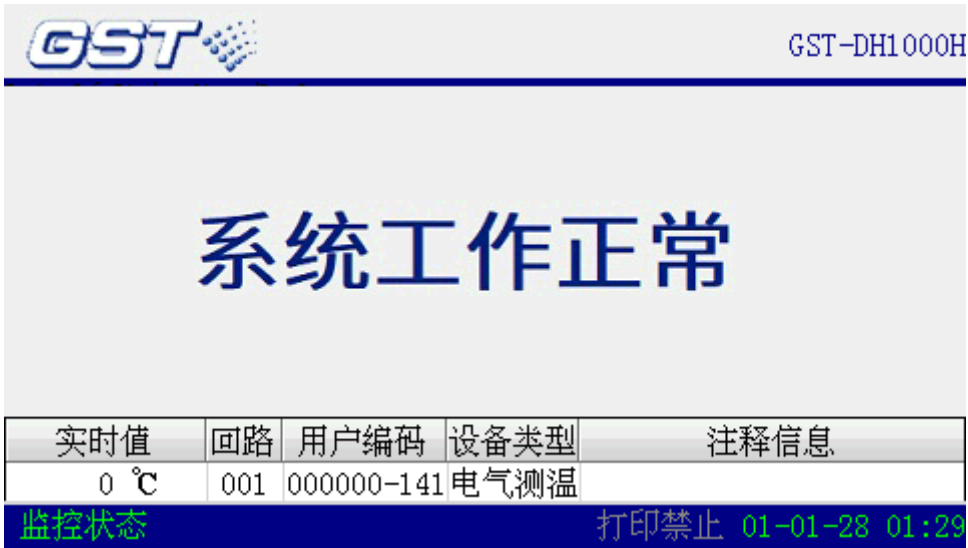 GST
GST-DH1000H
系统工作正常
实时值 回路 用户编码 设备类型 注释信息
0 ℃ 001 000000-141 电气测温
监控状态 打印禁止 01-01-28 01:29